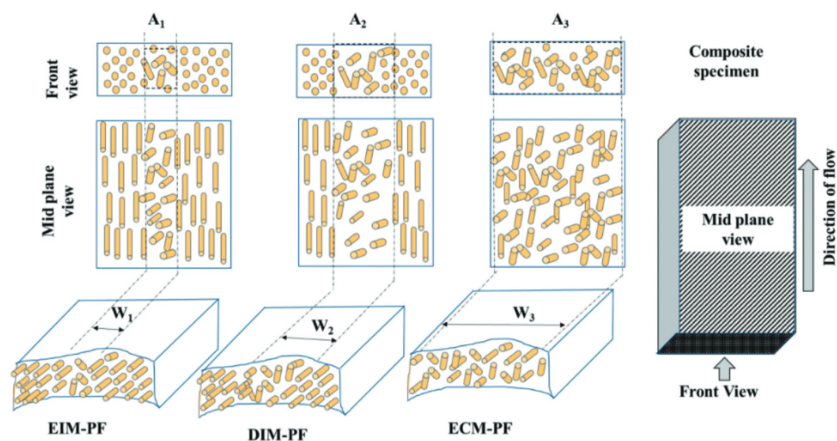 A₁
A₂
A₃
Front
view
Mid plane
view
W₁
W₂
W₃
EIM-PF
DIM-PF
ECM-PF
Composite
specimen
Mid plane
view
Direction of flow
Front View